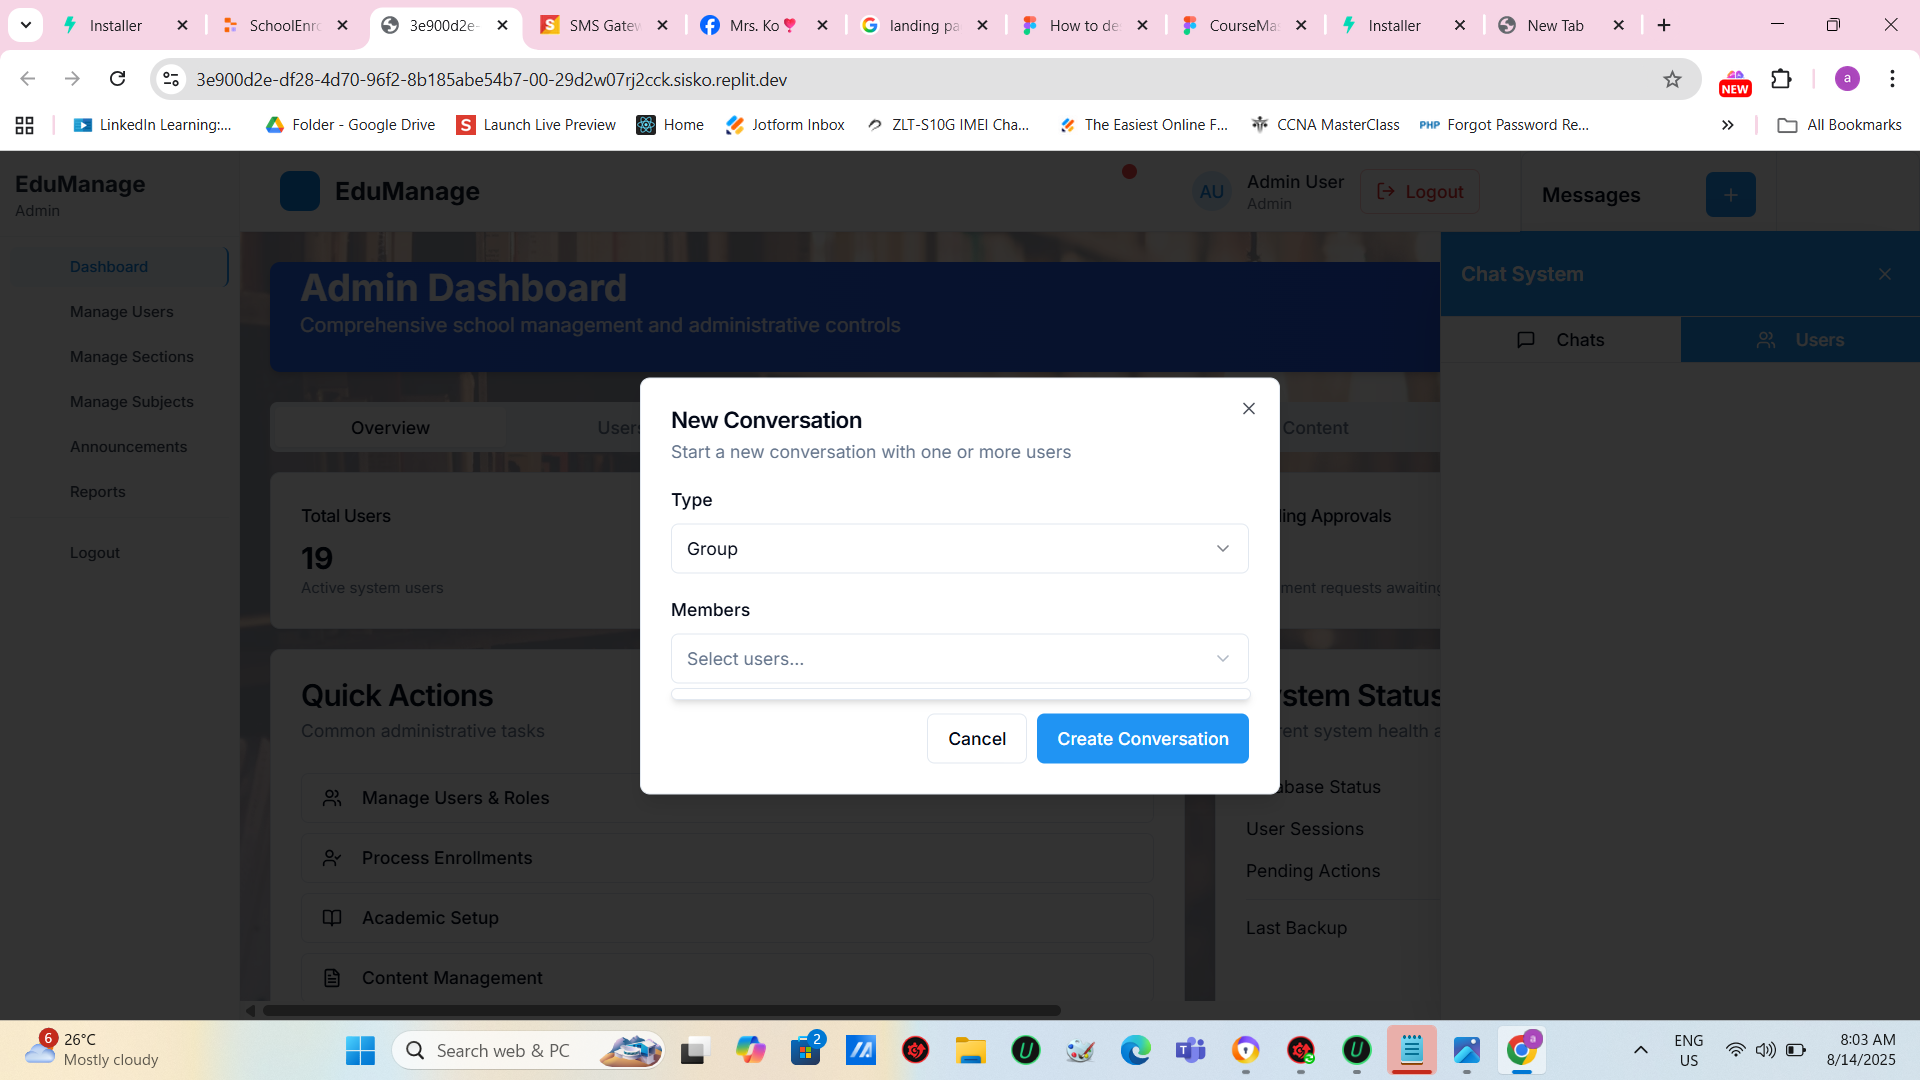 Installer
SchoolEnro
3e900d2e-
SMS Gatew
Mrs. Ko
landing pa
How to de
CourseMas
Installer
New Tab
3e900d2e-df28-4d70-96f2-8b185abe54b7-00-29d2w07rj2cck.sisko.replit.dev
NEW
a
LinkedIn Learning:...
Folder - Google Drive
Launch Live Preview
Home
Jotform Inbox
ZLT-S10G IMEI Cha...
The Easiest Online F...
CCNA MasterClass
PHP
Forgot Password Re...
All Bookmarks
EduManage
Admin
Dashboard
Manage Users
Manage Sections
Manage Subjects
Announcements
Reports
Logout
EduManage
AU
Admin User
Admin
Logout
Messages
Admin Dashboard
Comprehensive school management and administrative controls
Chat System
Chats
Users
Overview
Users
Content
Total Users
19
Active system users
ing Approvals
ment requests awaiting
New Conversation
Start a new conversation with one or more users
Type
Group
Members
Select users...
Cancel
Create Conversation
Quick Actions
Common administrative tasks
Manage Users & Roles
Process Enrollments
Academic Setup
Content Management
stem Status
rent system health a
abase Status
User Sessions
Pending Actions
Last Backup
6
26°C
Mostly cloudy
Search web & PC
2
a
ENG
US
8:03 AM
8/14/2025